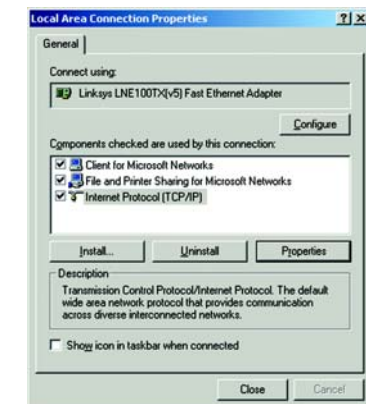 Local Area Connection Properties
General
Connect using:
Linksys LNE100TX(v5) Fast Ethernet Adapter
Configure
Components checked are used by this connection:
Client for Microsoft Networks
File and Printer Sharing for Microsoft Networks
Internet Protocol (TCP/IP)
Install...
Uninstall
Properties
Description
Transmission Control Protocol/Internet Protocol. The default
wide area network protocol that provides communication
across diverse interconnected networks.
Show icon in taskbar when connected
Close
Cancel